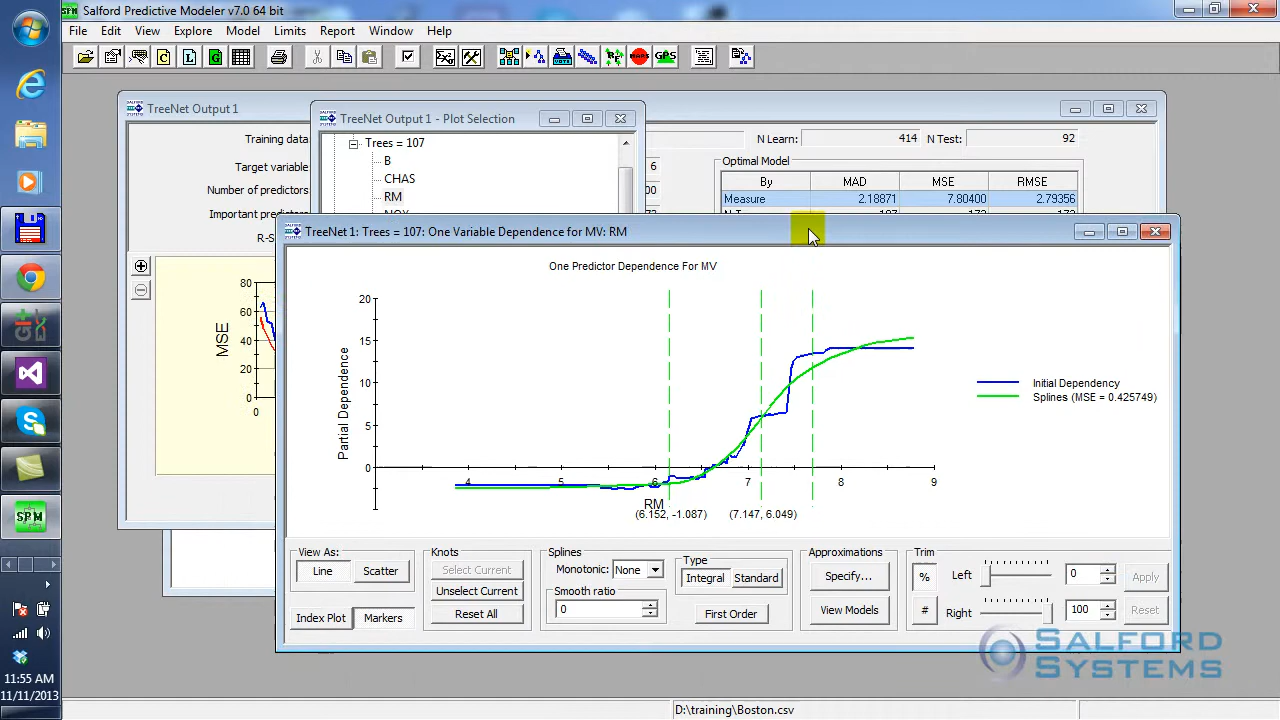 Salford Predictive Modeler v7.0 64 bit
File Edit View Explore Model Limits Report Window Help
TreeNet Output 1
TreeNet Output 1 - Plot Selection
Training data
Target variable
Number of predictors
Important predictors
R-S
Trees = 107
B
CHAS
RM
6
00
N Learn: 414 N Test: 92
Optimal Model
By MAD MSE RMSE
Measure 2.18871 7.80400 2.79356
MSE
80
60
40
20
0
0
TreeNet 1: Trees = 107: One Variable Dependence for MV: RM
One Predictor Dependence For MV
Partial Dependence
20
15
10
5
0
4 5 6 7 8 9
RM
(6.152, -1.087) (7.147, 6.049)
Initial Dependency
Splines (MSE = 0.425749)
View As:
Line Scatter
Index Plot Markers
Knots
Select Current
Unselect Current
Reset All
Splines
Monotonic: None
Smooth ratio
0
Type
Integral Standard
First Order
Approximations
Specify...
View Models
Trim
% Left 0 Apply
# Right 100 Reset
SALFORD
SYSTEMS
11:55 AM
11/11/2013
D:\training\Boston.csv